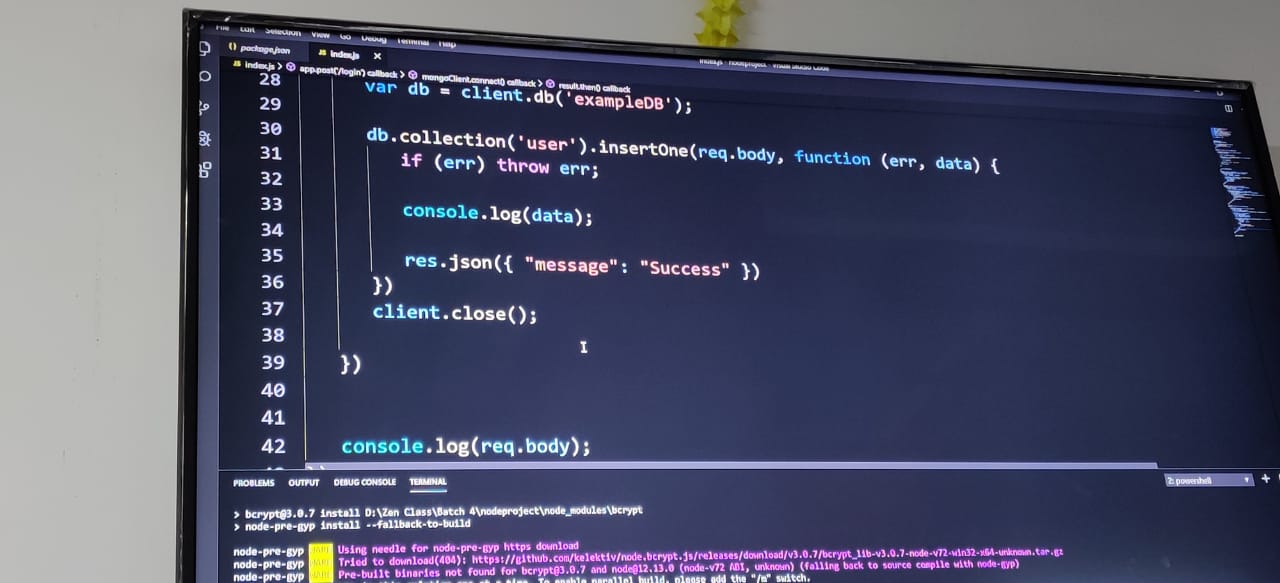 File Edit Selection View Go Debug Terminal Help
index.js - nodeproject - Visual Studio Code
{} package.json
JS index.js ×
JS index.js > app.post('/login') callback > mongoClient.connect() callback > result.then() callback
28 var db = client.db('exampleDB');
29
30 db.collection('user').insertOne(req.body, function (err, data) {
31 if (err) throw err;
32
33 console.log(data);
34
35 res.json({ "message": "Success" })
36 })
37 client.close();
38
39 })
40
41
42 console.log(req.body);
PROBLEMS OUTPUT DEBUG CONSOLE TERMINAL 2: powershell
> bcrypt@3.0.7 install D:\Zen Class\Batch 4\nodeproject\node_modules\bcrypt
> node-pre-gyp install --fallback-to-build
node-pre-gyp WARN Using needle for node-pre-gyp https download
node-pre-gyp WARN Tried to download(404): https://github.com/kelektiv/node.bcrypt.js/releases/download/v3.0.7/bcrypt_lib-v3.0.7-node-v72-win32-x64-unknown.tar.gz
node-pre-gyp WARN Pre-built binaries not found for bcrypt@3.0.7 and node@12.13.0 (node-v72 ABI, unknown) (falling back to source compile with node-gyp)
To enable parallel build, please add the "/m" switch.